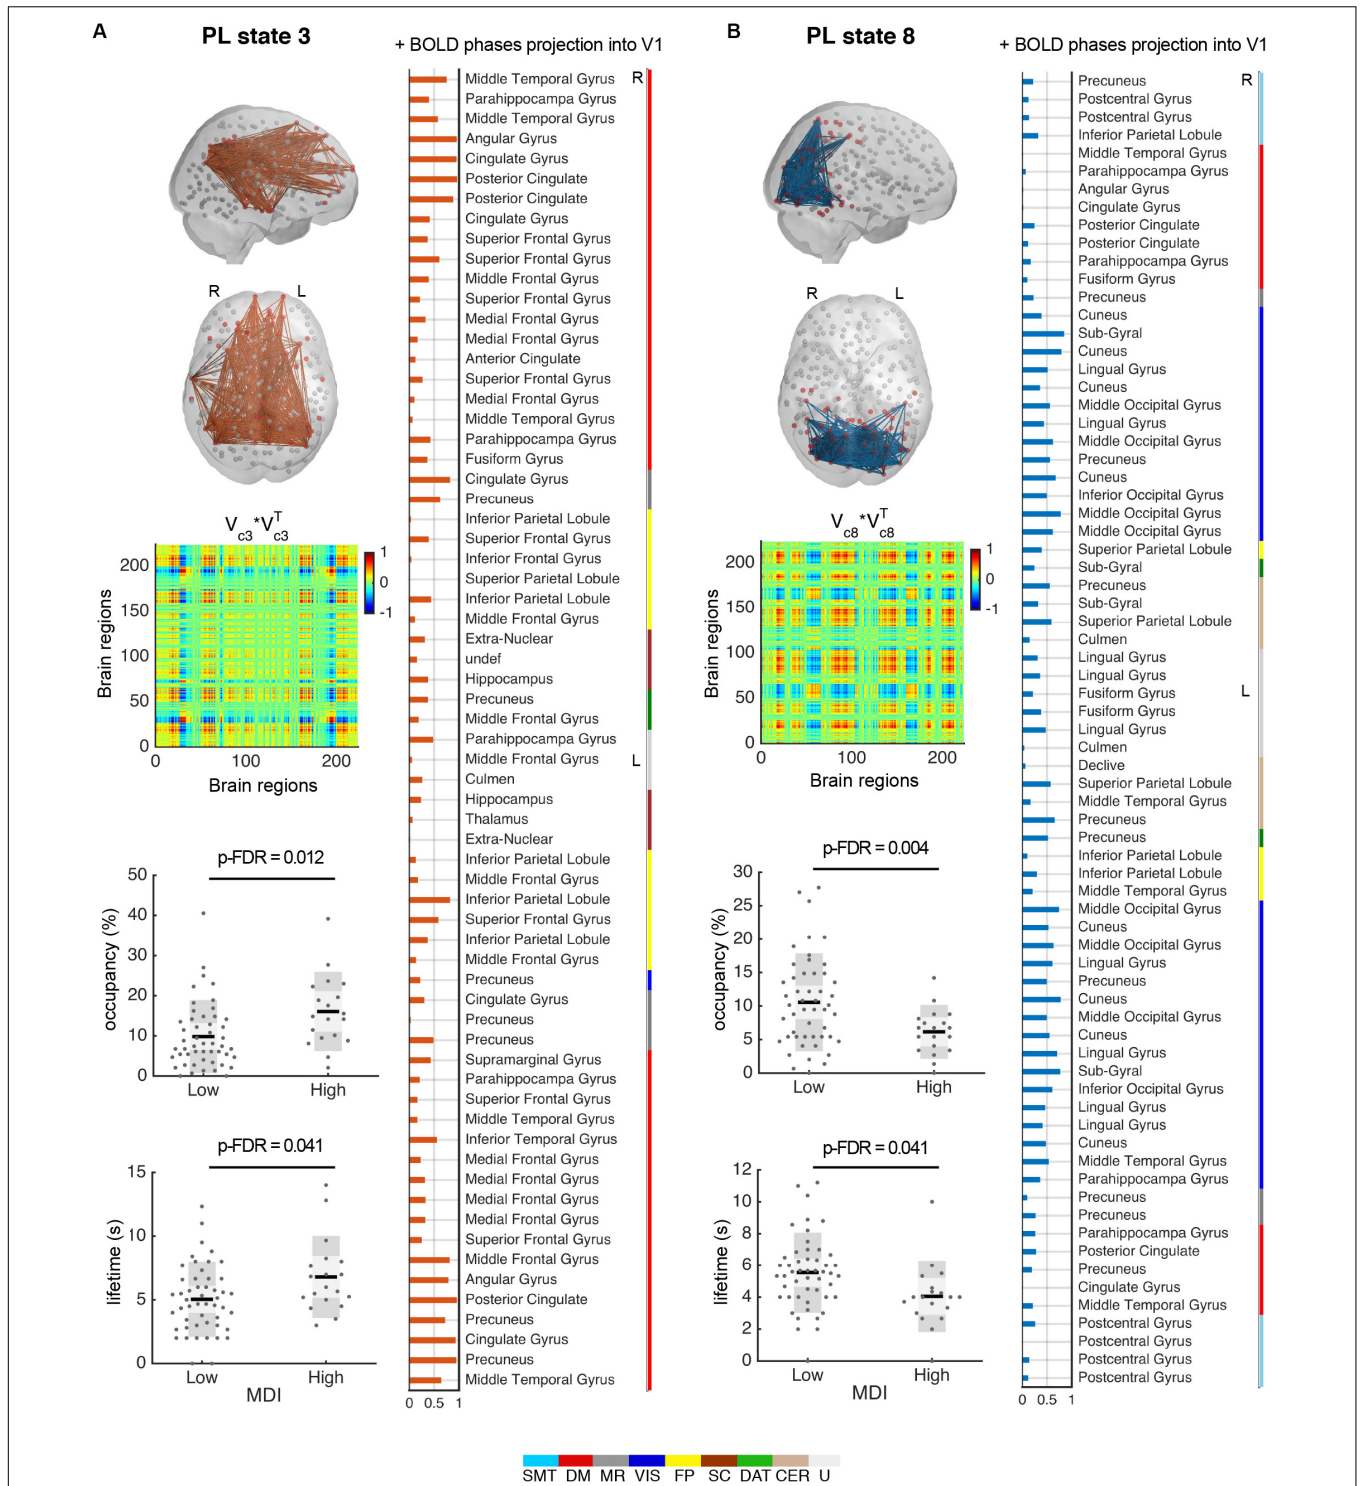 A
PL state 3
+ BOLD phases projection into V1
R
L
V_c3*V^T_c3
200
150
100
50
0
Brain regions
1
0
-1
0
100
200
Brain regions
p-FDR = 0.012
50
40
30
20
10
0
occupancy (%)
Low
High
p-FDR = 0.041
15
10
5
0
lifetime (s)
Low
High
MDI
R
Middle Temporal Gyrus
Parahippocampa Gyrus
Middle Temporal Gyrus
Angular Gyrus
Cingulate Gyrus
Posterior Cingulate
Posterior Cingulate
Cingulate Gyrus
Superior Frontal Gyrus
Superior Frontal Gyrus
Middle Frontal Gyrus
Superior Frontal Gyrus
Medial Frontal Gyrus
Medial Frontal Gyrus
Anterior Cingulate
Superior Frontal Gyrus
Medial Frontal Gyrus
Middle Temporal Gyrus
Parahippocampa Gyrus
Fusiform Gyrus
Cingulate Gyrus
Precuneus
Inferior Parietal Lobule
Superior Frontal Gyrus
Inferior Frontal Gyrus
Superior Parietal Lobule
Inferior Parietal Lobule
Middle Frontal Gyrus
Extra-Nuclear
undef
Hippocampus
Precuneus
Middle Frontal Gyrus
Parahippocampa Gyrus
Middle Frontal Gyrus
L
Culmen
Hippocampus
Thalamus
Extra-Nuclear
Inferior Parietal Lobule
Middle Frontal Gyrus
Inferior Parietal Lobule
Superior Frontal Gyrus
Inferior Parietal Lobule
Middle Frontal Gyrus
Precuneus
Cingulate Gyrus
Precuneus
Precuneus
Supramarginal Gyrus
Parahippocampa Gyrus
Superior Frontal Gyrus
Middle Temporal Gyrus
Inferior Temporal Gyrus
Medial Frontal Gyrus
Medial Frontal Gyrus
Medial Frontal Gyrus
Medial Frontal Gyrus
Superior Frontal Gyrus
Middle Frontal Gyrus
Angular Gyrus
Posterior Cingulate
Precuneus
Cingulate Gyrus
Precuneus
Middle Temporal Gyrus
0 0.5 1
B
PL state 8
+ BOLD phases projection into V1
R
L
V_c8*V^T_c8
200
150
100
50
0
Brain regions
1
0
-1
0
100
200
Brain regions
p-FDR = 0.004
30
25
20
15
10
5
0
occupancy (%)
Low
High
p-FDR = 0.041
12
10
8
6
4
2
0
lifetime (s)
Low
High
MDI
R
Precuneus
Postcentral Gyrus
Postcentral Gyrus
Inferior Parietal Lobule
Middle Temporal Gyrus
Parahippocampa Gyrus
Angular Gyrus
Cingulate Gyrus
Posterior Cingulate
Posterior Cingulate
Parahippocampa Gyrus
Fusiform Gyrus
Precuneus
Cuneus
Sub-Gyral
Cuneus
Lingual Gyrus
Cuneus
Middle Occipital Gyrus
Lingual Gyrus
Middle Occipital Gyrus
Precuneus
Cuneus
Inferior Occipital Gyrus
Middle Occipital Gyrus
Middle Occipital Gyrus
Superior Parietal Lobule
Sub-Gyral
Precuneus
Sub-Gyral
Superior Parietal Lobule
Culmen
Lingual Gyrus
Lingual Gyrus
Fusiform Gyrus
L
Fusiform Gyrus
Lingual Gyrus
Culmen
Declive
Superior Parietal Lobule
Middle Temporal Gyrus
Precuneus
Precuneus
Inferior Parietal Lobule
Inferior Parietal Lobule
Middle Temporal Gyrus
Middle Occipital Gyrus
Cuneus
Middle Occipital Gyrus
Lingual Gyrus
Precuneus
Cuneus
Middle Occipital Gyrus
Cuneus
Lingual Gyrus
Sub-Gyral
Inferior Occipital Gyrus
Lingual Gyrus
Lingual Gyrus
Cuneus
Middle Temporal Gyrus
Parahippocampa Gyrus
Precuneus
Precuneus
Parahippocampa Gyrus
Posterior Cingulate
Precuneus
Cingulate Gyrus
Middle Temporal Gyrus
Postcentral Gyrus
Postcentral Gyrus
Postcentral Gyrus
Postcentral Gyrus
0 0.5 1
SMT DM MR VIS FP SC DAT CER U